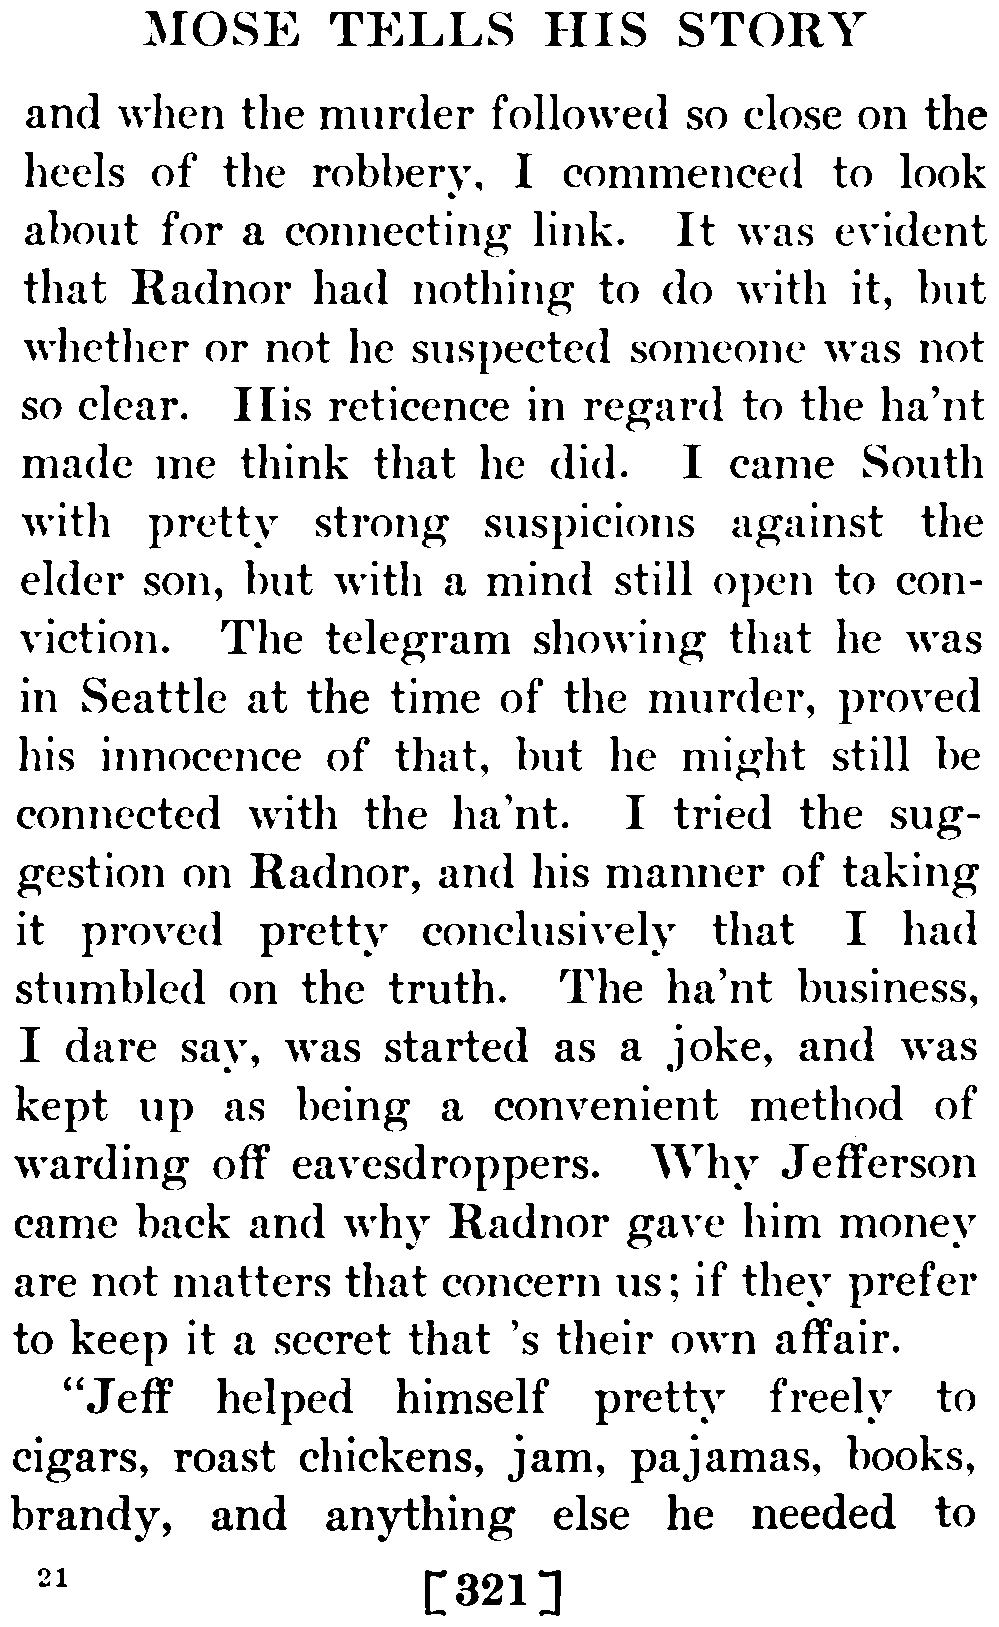 MOSE TELLS HIS STORY
and when the murder followed so close on the
heels of the robbery, I commenced to look
about for a connecting link. It was evident
that Radnor had nothing to do with it, but
whether or not he suspected someone was not
so clear. His reticence in regard to the ha'nt
made me think that he did. I came South
with pretty strong suspicions against the
elder son, but with a mind still open to con-
viction. The telegram showing that he was
in Seattle at the time of the murder, proved
his innocence of that, but he might still be
connected with the ha'nt. I tried the sug-
gestion on Radnor, and his manner of taking
it proved pretty conclusively that I had
stumbled on the truth. The ha'nt business,
I dare say, was started as a joke, and was
kept up as being a convenient method of
warding off eavesdroppers. Why Jefferson
came back and why Radnor gave him money
are not matters that concern us; if they prefer
to keep it a secret that 's their own affair.
"Jeff helped himself pretty freely to
cigars, roast chickens, jam, pajamas, books,
brandy, and anything else he needed to
21 [321]